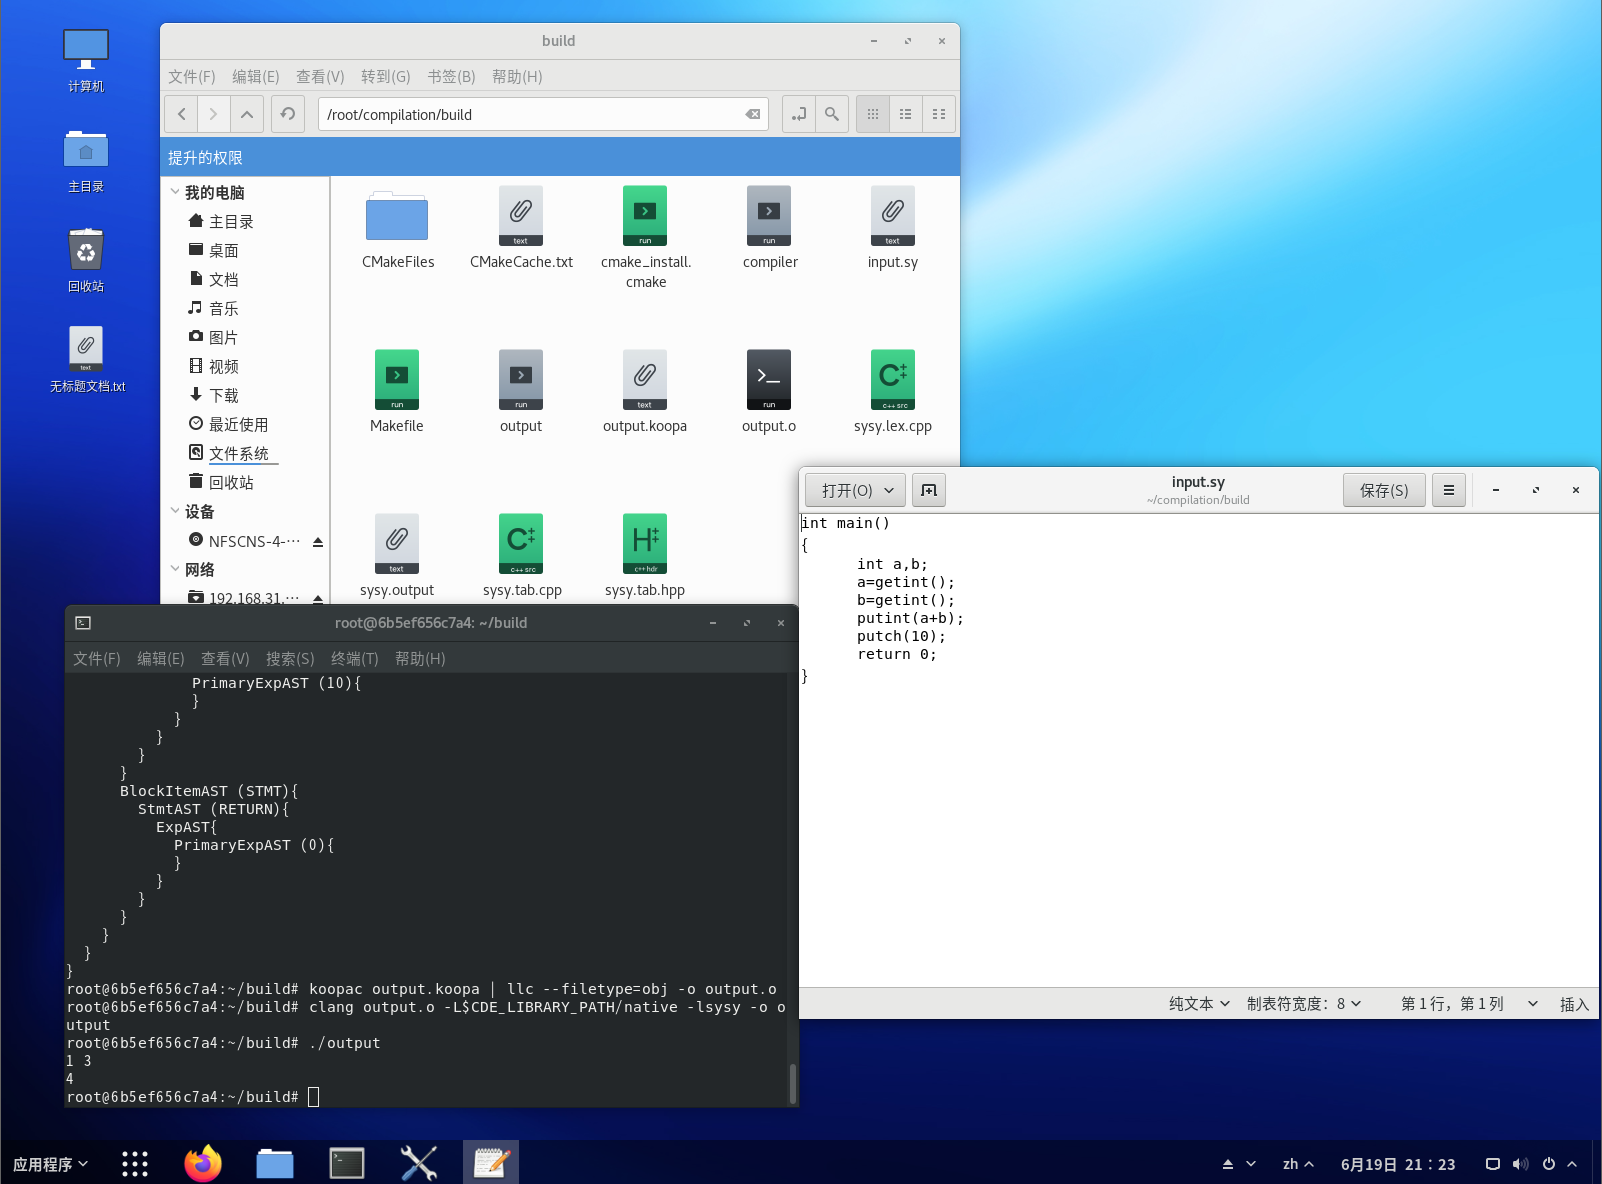 计算机
主目录
回收站
text
无标题文档.txt
build
文件(F) 编辑(E) 查看(V) 转到(G) 书签(B) 帮助(H)
/root/compilation/build
提升的权限
我的电脑
主目录
桌面
文档
音乐
图片
视频
下载
最近使用
文件系统
回收站
设备
NFSCNS-4-···
网络
192.168.31.···
text
run
run
text
CMakeFiles
CMakeCache.txt
cmake_install.
cmake
compiler
input.sy
run
run
text
run
c++ src
Makefile
output
output.koopa
output.o
sysy.lex.cpp
text
c++ src
c++ hdr
sysy.output
sysy.tab.cpp
sysy.tab.hpp
打开(O)
input.sy
~/compilation/build
保存(S)
int main()
{
int a,b;
a=getint();
b=getint();
putint(a+b);
putch(10);
return 0;
}
纯文本 制表符宽度：8 第 1 行，第 1 列 插入
root@6b5ef656c7a4: ~/build
文件(F) 编辑(E) 查看(V) 搜索(S) 终端(T) 帮助(H)
PrimaryExpAST (10){
}
}
}
}
}
BlockItemAST (STMT){
StmtAST (RETURN){
ExpAST{
PrimaryExpAST (0){
}
}
}
}
}
}
}
root@6b5ef656c7a4:~/build# koopac output.koopa | llc --filetype=obj -o output.o
root@6b5ef656c7a4:~/build# clang output.o -L$CDE_LIBRARY_PATH/native -lsysy -o o
utput
root@6b5ef656c7a4:~/build# ./output
1 3
4
root@6b5ef656c7a4:~/build#
应用程序
zh
6月19日 21：23